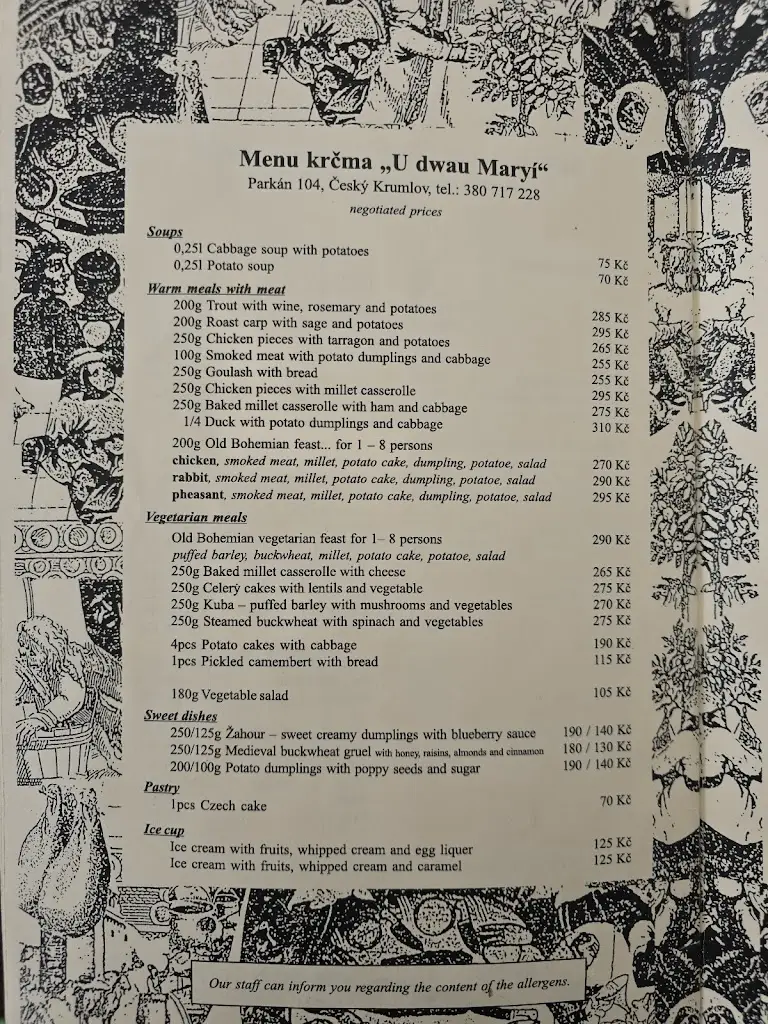 Menu krčma „U dwau Maryí“
Parkán 104, Český Krumlov, tel.: 380 717 228
negotiated prices
Soups
0,25l Cabbage soup with potatoes 75 Kč
0,25l Potato soup 70 Kč
Warm meals with meat
200g Trout with wine, rosemary and potatoes 285 Kč
200g Roast carp with sage and potatoes 295 Kč
250g Chicken pieces with tarragon and potatoes 265 Kč
100g Smoked meat with potato dumplings and cabbage 255 Kč
250g Goulash with bread 255 Kč
250g Chicken pieces with millet casserole 295 Kč
250g Baked millet casserole with ham and cabbage 275 Kč
1/4 Duck with potato dumplings and cabbage 310 Kč
200g Old Bohemian feast... for 1 – 8 persons
chicken, smoked meat, millet, potato cake, dumpling, potatoe, salad 270 Kč
rabbit, smoked meat, millet, potato cake, dumpling, potatoe, salad 290 Kč
pheasant, smoked meat, millet, potato cake, dumpling, potatoe, salad 295 Kč
Vegetarian meals
Old Bohemian vegetarian feast for 1– 8 persons 290 Kč
puffed barley, buckwheat, millet, potato cake, potatoe, salad
250g Baked millet casserole with cheese 265 Kč
250g Celery cakes with lentils and vegetable 275 Kč
250g Kuba – puffed barley with mushrooms and vegetables 270 Kč
250g Steamed buckwheat with spinach and vegetables 275 Kč
4pcs Potato cakes with cabbage 190 Kč
1pcs Pickled camembert with bread 115 Kč
180g Vegetable salad 105 Kč
Sweet dishes
250/125g Žahour – sweet creamy dumplings with blueberry sauce 190 / 140 Kč
250/125g Medieval buckwheat gruel with honey, raisins, almonds and cinnamon 180 / 130 Kč
200/100g Potato dumplings with poppy seeds and sugar 190 / 140 Kč
Pastry
1pcs Czech cake 70 Kč
Ice cup
Ice cream with fruits, whipped cream and egg liquer 125 Kč
Ice cream with fruits, whipped cream and caramel 125 Kč
Our staff can inform you regarding the content of the allergens.